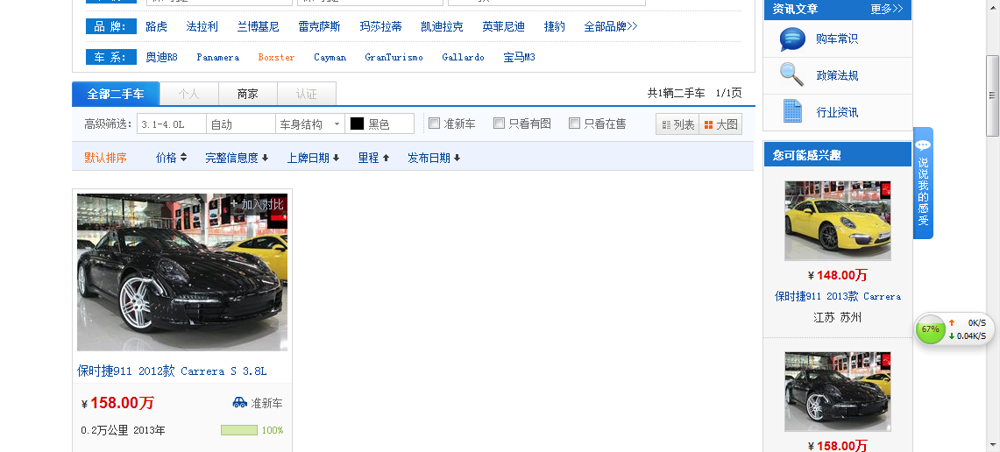 品 牌: 路虎 法拉利 兰博基尼 雷克萨斯 玛莎拉蒂 凯迪拉克 英菲尼迪 捷豹 全部品牌>>
车 系: 奥迪R8 Panamera Boxster Cayman GranTurismo Gallardo 宝马M3
全部二手车 个人 商家 认证 共1辆二手车 1/1页
高级筛选: 3.1-4.0L 自动 车身结构 黑色 准新车 只看有图 只看在售 列表 大图
默认排序 价格 完整信息度 上牌日期 里程 发布日期
+ 加入对比
保时捷911 2012款 Carrera S 3.8L
¥158.00万 准新车
0.2万公里 2013年 100%
资讯文章 更多>>
购车常识
政策法规
行业资讯
您可能感兴趣
¥148.00万
保时捷911 2013款 Carrera
江苏 苏州
¥158.00万
说说我的感受
67% 0K/S
0.04K/S